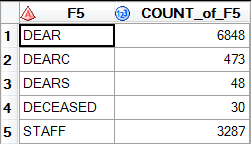 F5 COUNT_of_F5
1 DEAR 6848
2 DEARC 473
3 DEARS 48
4 DECEASED 30
5 STAFF 3287